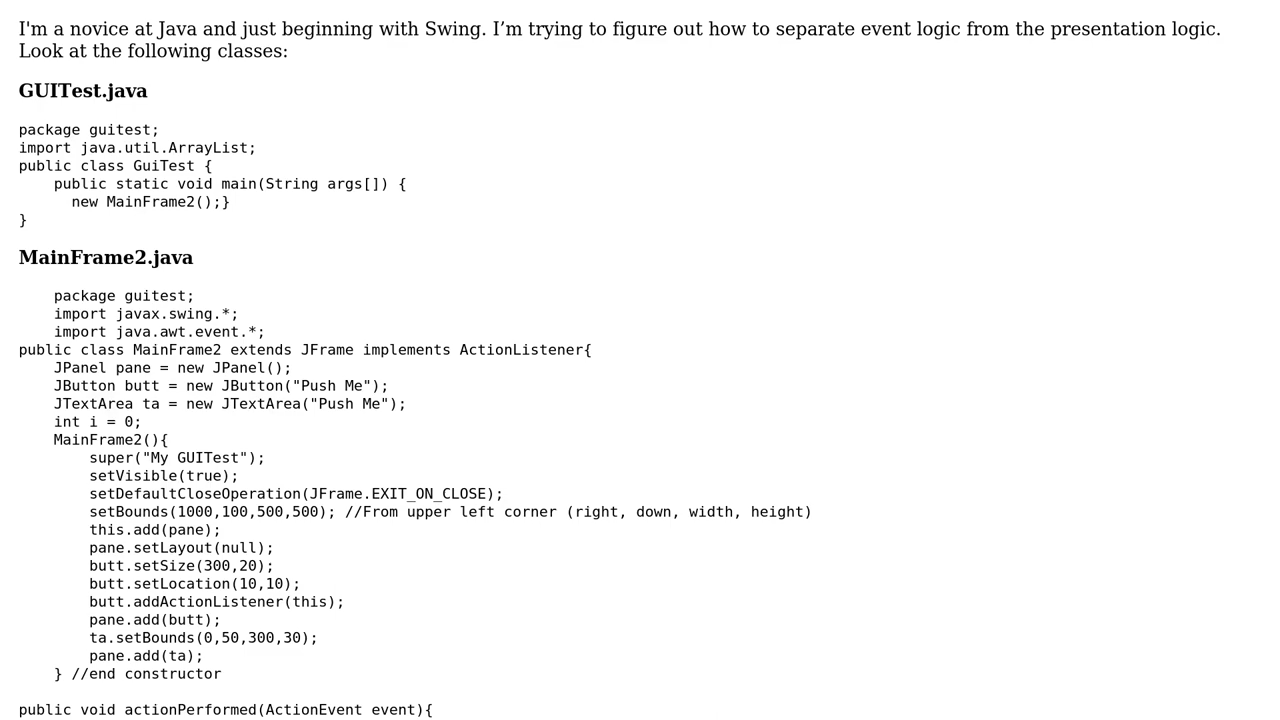 I'm a novice at Java and just beginning with Swing. I’m trying to figure out how to separate event logic from the presentation logic.
Look at the following classes:
GUITest.java
package guitest;
import java.util.ArrayList;
public class GuiTest {
    public static void main(String args[]) {
      new MainFrame2();}
}
MainFrame2.java
    package guitest;
    import javax.swing.*;
    import java.awt.event.*;
public class MainFrame2 extends JFrame implements ActionListener{
    JPanel pane = new JPanel();
    JButton butt = new JButton("Push Me");
    JTextArea ta = new JTextArea("Push Me");
    int i = 0;
    MainFrame2(){
        super("My GUITest");
        setVisible(true);
        setDefaultCloseOperation(JFrame.EXIT_ON_CLOSE);
        setBounds(1000,100,500,500); //From upper left corner (right, down, width, height)
        this.add(pane);
        pane.setLayout(null);
        butt.setSize(300,20);
        butt.setLocation(10,10);
        butt.addActionListener(this);
        pane.add(butt);
        ta.setBounds(0,50,300,30);
        pane.add(ta);
    } //end constructor
public void actionPerformed(ActionEvent event){